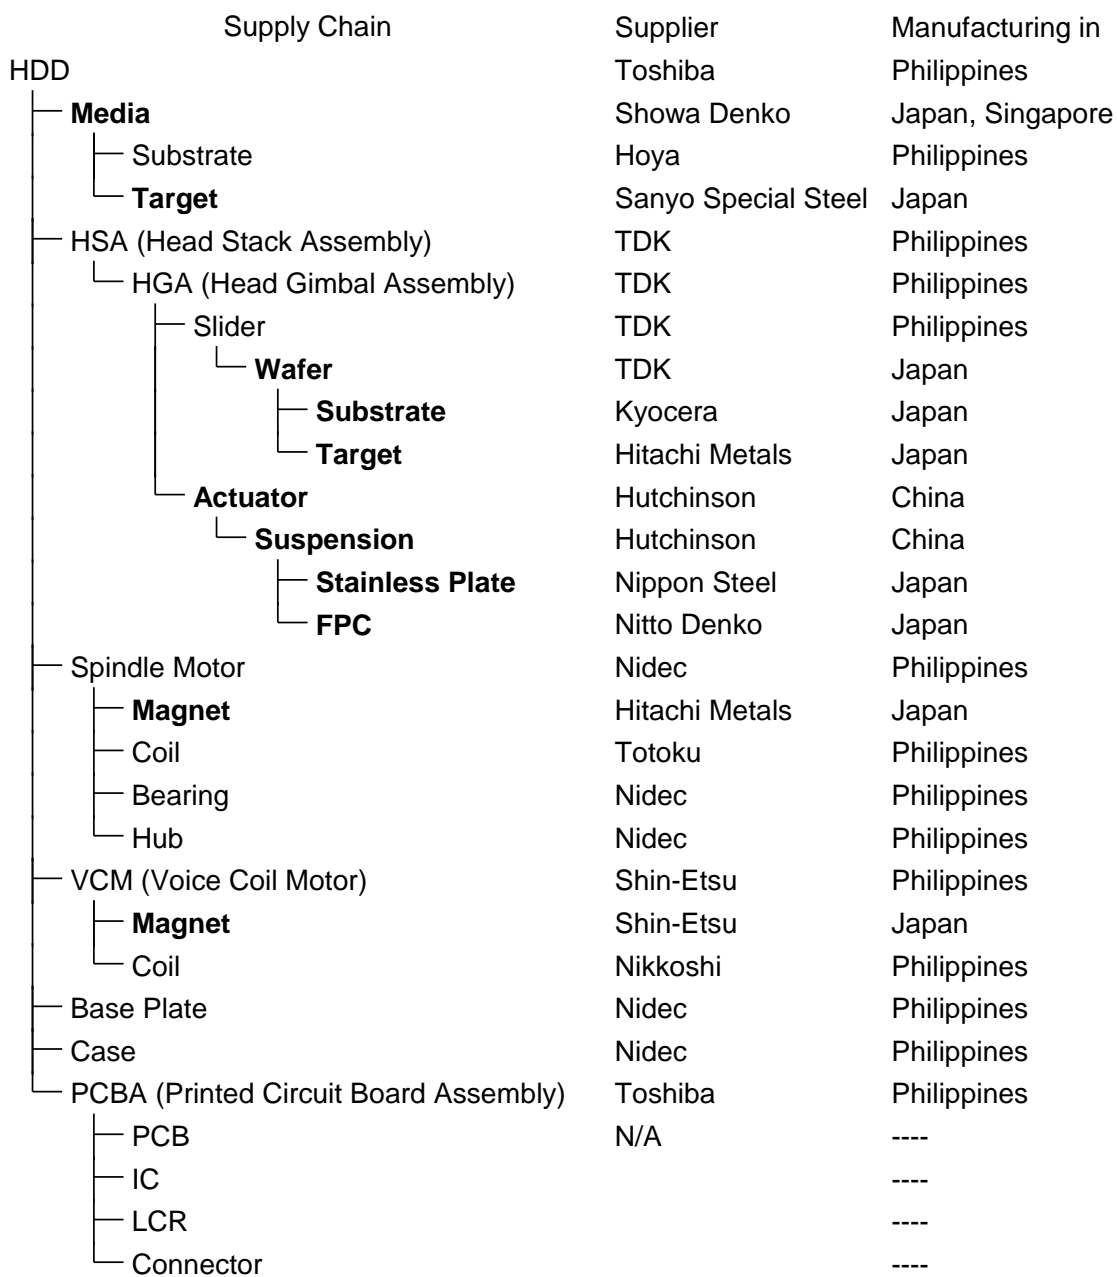 Supply Chain Supplier Manufacturing in
HDD Toshiba Philippines
Media Showa Denko Japan, Singapore
Substrate Hoya Philippines
Target Sanyo Special Steel Japan
HSA (Head Stack Assembly) TDK Philippines
HGA (Head Gimbal Assembly) TDK Philippines
Slider TDK Philippines
Wafer TDK Japan
Substrate Kyocera Japan
Target Hitachi Metals Japan
Actuator Hutchinson China
Suspension Hutchinson China
Stainless Plate Nippon Steel Japan
FPC Nitto Denko Japan
Spindle Motor Nidec Philippines
Magnet Hitachi Metals Japan
Coil Totoku Philippines
Bearing Nidec Philippines
Hub Nidec Philippines
VCM (Voice Coil Motor) Shin-Etsu Philippines
Magnet Shin-Etsu Japan
Coil Nikkoshi Philippines
Base Plate Nidec Philippines
Case Nidec Philippines
PCBA (Printed Circuit Board Assembly) Toshiba Philippines
PCB N/A ----
IC ----
LCR ----
Connector ----